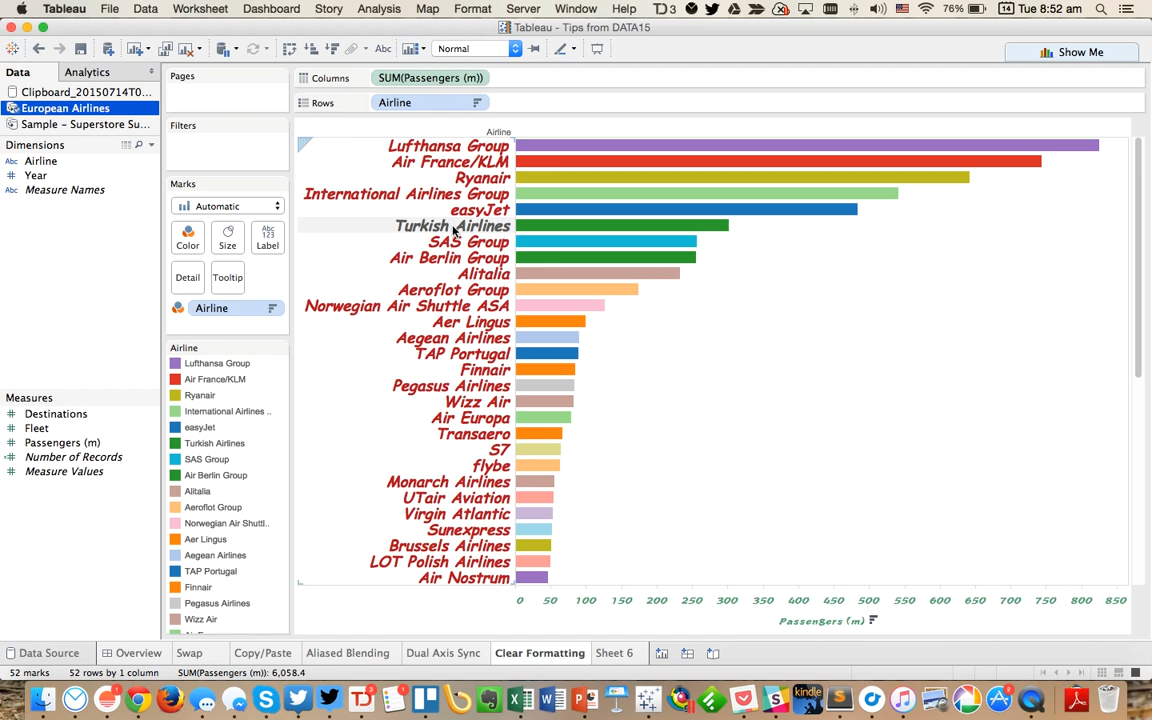 Tableau File Data Worksheet Dashboard Story Analysis Map Format Server Window Help 3 76% 14 Tue 8:52 am
Tableau - Tips from DATA15
Abc Normal Show Me
Data Analytics
Clipboard_20150714T0...
European Airlines
Sample - Superstore Su...
Dimensions
Abc Airline
Abc Year
Abc Measure Names
Measures
Destinations
Fleet
Passengers (m)
Number of Records
Measure Values
Pages
Filters
Marks
Automatic
Color Size Abc 123 Label
Detail Tooltip
Airline
Airline
Lufthansa Group
Air France/KLM
Ryanair
International Airlines ..
easyJet
Turkish Airlines
SAS Group
Air Berlin Group
Alitalia
Aeroflot Group
Norwegian Air Shuttl..
Aer Lingus
Aegean Airlines
TAP Portugal
Finnair
Pegasus Airlines
Wizz Air
Columns SUM(Passengers (m))
Rows Airline
Airline
Lufthansa Group
Air France/KLM
Ryanair
International Airlines Group
easyJet
Turkish Airlines
SAS Group
Air Berlin Group
Alitalia
Aeroflot Group
Norwegian Air Shuttle ASA
Aer Lingus
Aegean Airlines
TAP Portugal
Finnair
Pegasus Airlines
Wizz Air
Air Europa
Transaero
S7
flybe
Monarch Airlines
UTair Aviation
Virgin Atlantic
Sunexpress
Brussels Airlines
LOT Polish Airlines
Air Nostrum
0 50 100 150 200 250 300 350 400 450 500 550 600 650 700 750 800 850
Passengers (m)
Data Source Overview Swap Copy/Paste Aliased Blending Dual Axis Sync Clear Formatting Sheet 6
52 marks 52 rows by 1 column SUM(Passengers (m)): 6,058.4
kindle